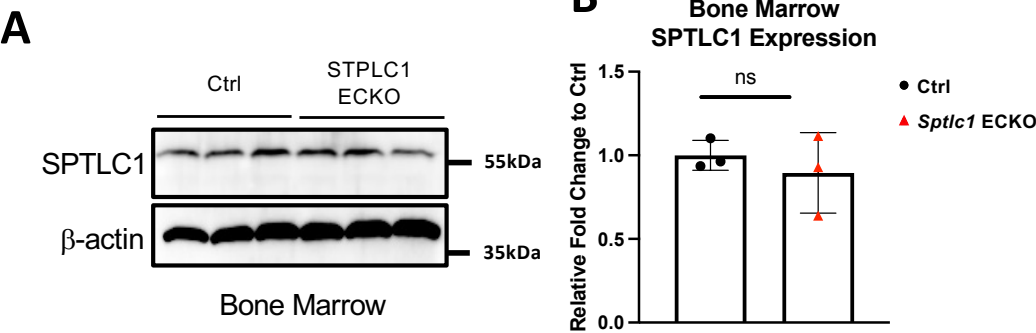 A
Ctrl
STPLC1
ECKO
SPTLC1
55kDa
β-actin
35kDa
Bone Marrow
B
Bone Marrow
SPTLC1 Expression
Relative Fold Change to Ctrl
1.5
1.0
0.5
0.0
ns
Ctrl
Sptlc1 ECKO